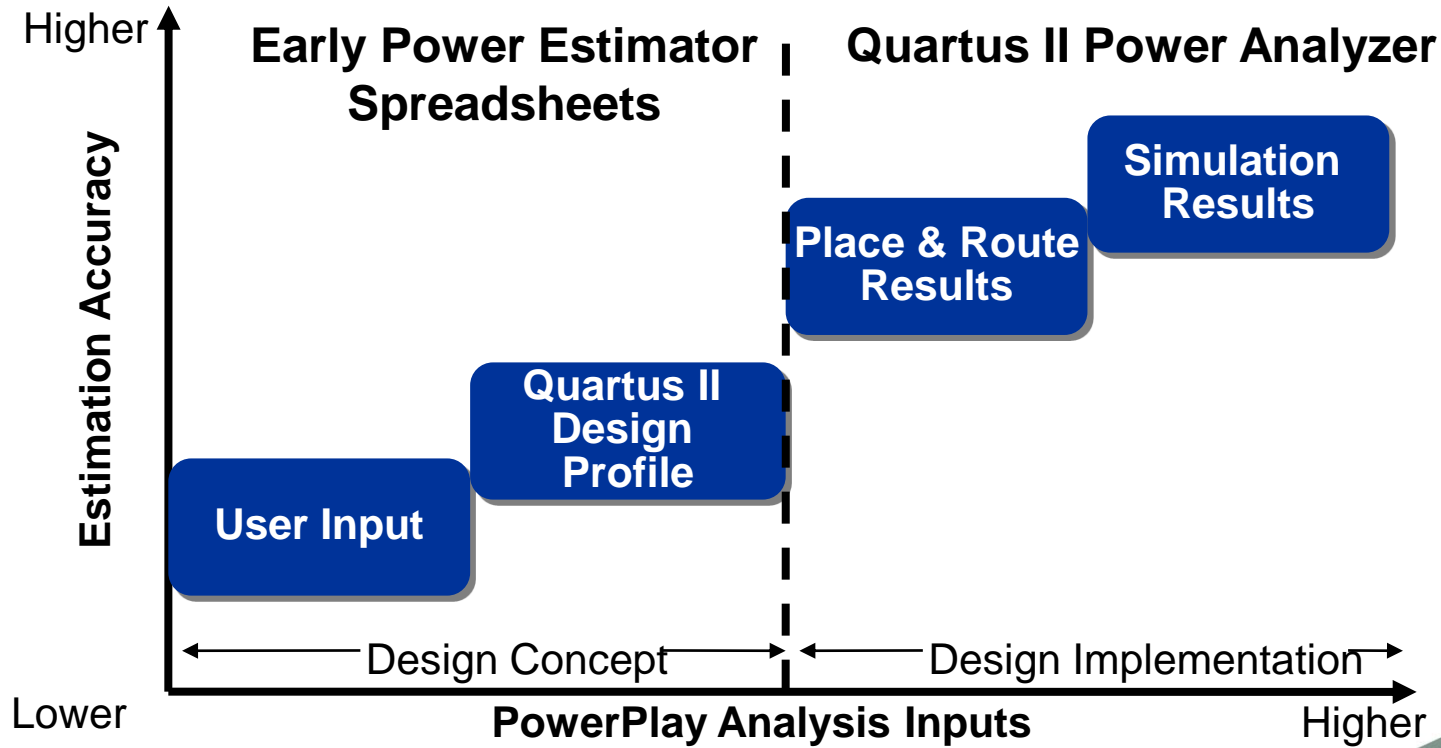 Higher
Early Power Estimator
Spreadsheets
Quartus II Power Analyzer
Estimation Accuracy
Simulation
Results
Place & Route
Results
Quartus II
Design
Profile
User Input
Design Concept
Design Implementation
Lower
PowerPlay Analysis Inputs
Higher